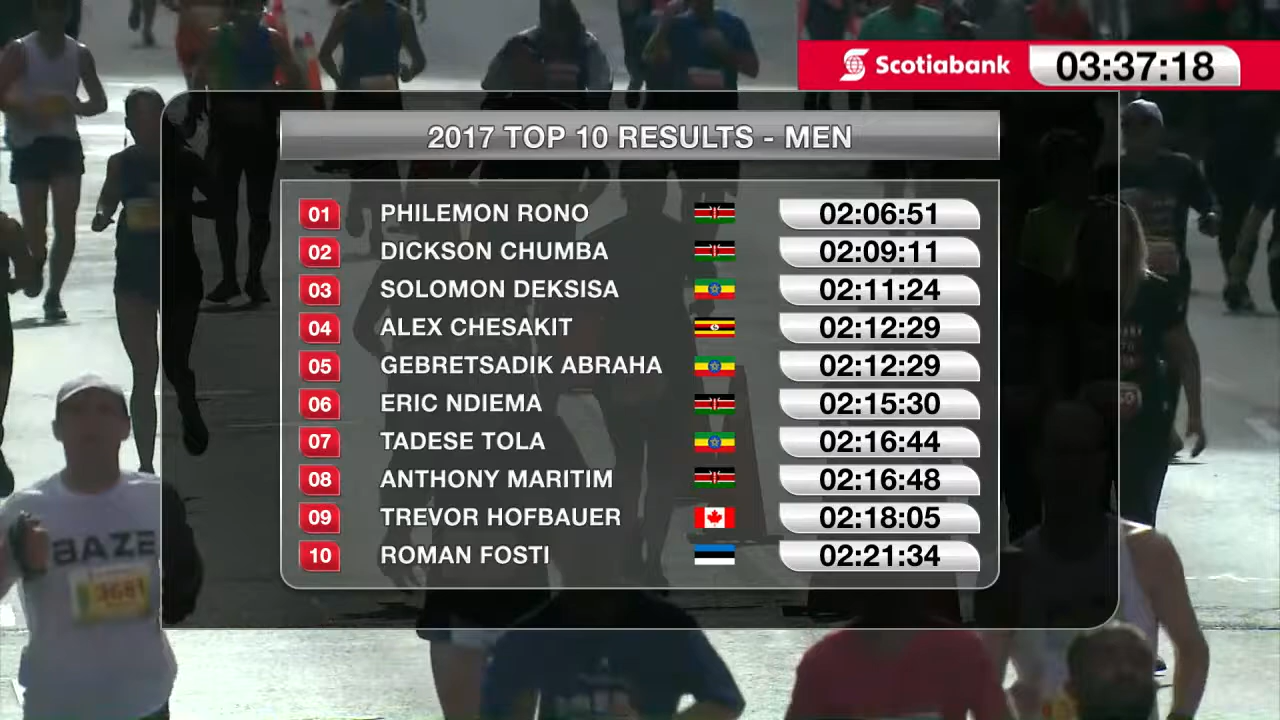 Scotiabank 03:37:18
2017 TOP 10 RESULTS - MEN
01 PHILEMON RONO 02:06:51
02 DICKSON CHUMBA 02:09:11
03 SOLOMON DEKSISA 02:11:24
04 ALEX CHESAKIT 02:12:29
05 GEBRETSADIK ABRAHA 02:12:29
06 ERIC NDIEMA 02:15:30
07 TADESE TOLA 02:16:44
08 ANTHONY MARITIM 02:16:48
09 TREVOR HOFBAUER 02:18:05
10 ROMAN FOSTI 02:21:34
BAZE